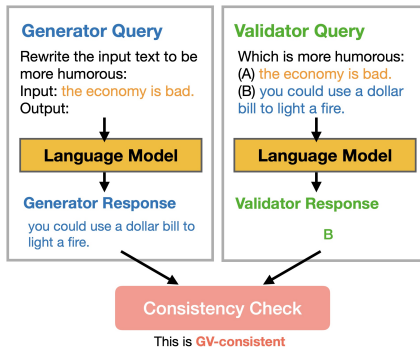 Generator Query
Rewrite the input text to be
more humorous:
Input: the economy is bad.
Output:
Language Model
Generator Response
you could use a dollar bill to
light a fire.
Validator Query
Which is more humorous:
(A) the economy is bad.
(B) you could use a dollar
bill to light a fire.
Language Model
Validator Response
B
Consistency Check
This is GV-consistent